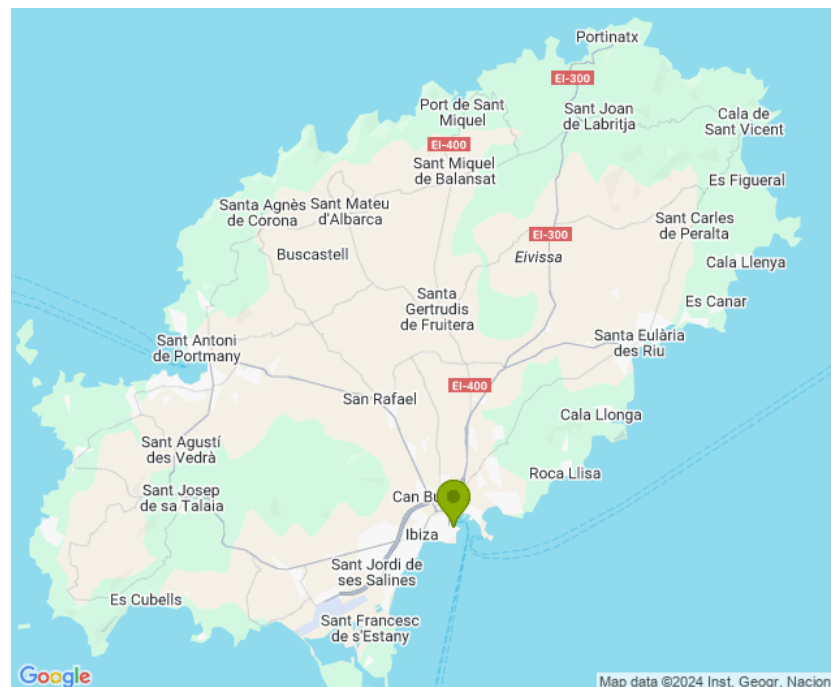 Portinatx
EI-300
Port de Sant
Miquel
Sant Joan
de Labritja
Cala de
Sant Vicent
EI-400
Sant Miquel
de Balansat
Es Figueral
Santa Agnès
de Corona
Sant Mateu
d'Albarca
Sant Carles
de Peralta
EI-300
Buscastell
Eivissa
Cala Llenya
Santa
Gertrudis
de Fruitera
Es Canar
Sant Antoni
de Portmany
Santa Eulària
des Riu
EI-400
San Rafael
Cala Llonga
Sant Agustí
des Vedrà
Roca Llisa
Sant Josep
de sa Talaia
Can Bu
Ibiza
Sant Jordi de
ses Salines
Es Cubells
Sant Francesc
de s'Estany
Google
Map data ©2024 Inst. Geogr. Nacion